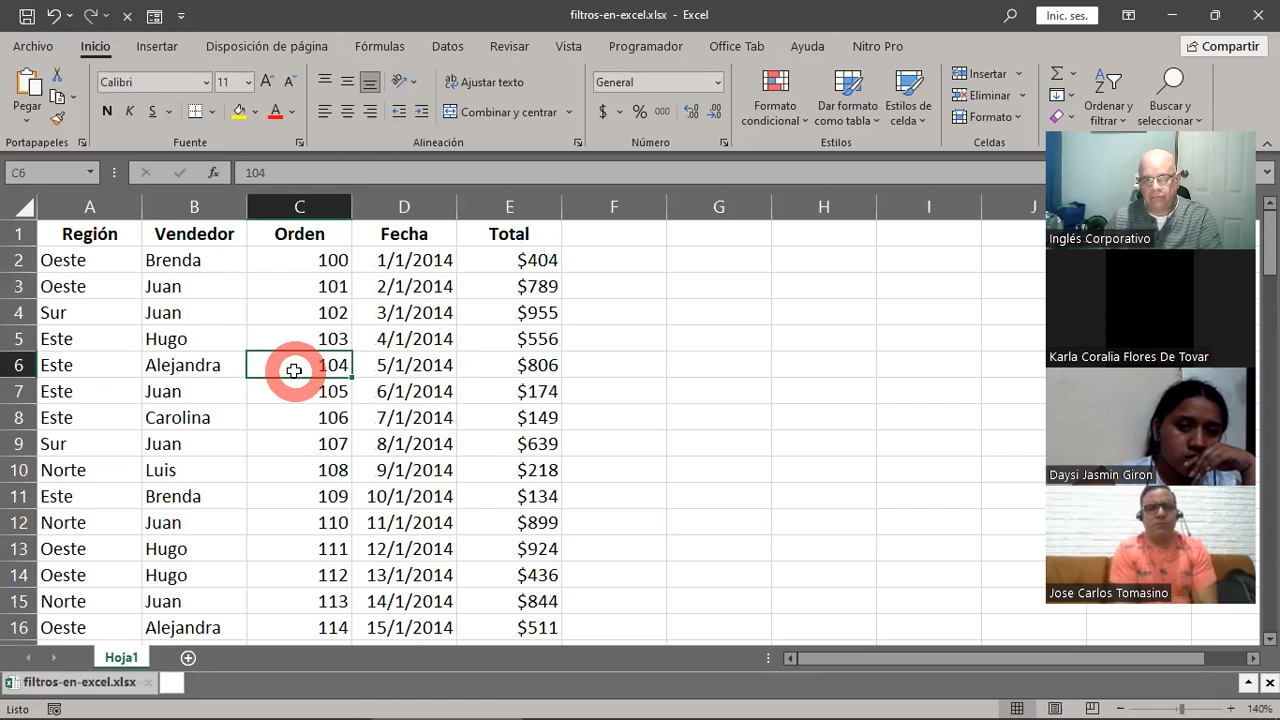 filtros-en-excel.xlsx - Excel
Inic. ses.
Archivo Inicio Insertar Disposición de página Fórmulas Datos Revisar Vista Programador Office Tab Ayuda Nitro Pro Compartir
Pegar
Calibri 11
N K S
Ajustar texto
Combinar y centrar
General
$ % 000
Formato condicional
Dar formato como tabla
Estilos de celda
Insertar
Eliminar
Formato
Ordenar y filtrar
Buscar y seleccionar
Portapapeles Fuente Alineación Número Estilos Celdas
C6 fx 104
A B C D E F G H I J
1 Región Vendedor Orden Fecha Total
2 Oeste Brenda 100 1/1/2014 $404
3 Oeste Juan 101 2/1/2014 $789
4 Sur Juan 102 3/1/2014 $955
5 Este Hugo 103 4/1/2014 $556
6 Este Alejandra 104 5/1/2014 $806
7 Este Juan 105 6/1/2014 $174
8 Este Carolina 106 7/1/2014 $149
9 Sur Juan 107 8/1/2014 $639
10 Norte Luis 108 9/1/2014 $218
11 Este Brenda 109 10/1/2014 $134
12 Norte Juan 110 11/1/2014 $899
13 Oeste Hugo 111 12/1/2014 $924
14 Oeste Hugo 112 13/1/2014 $436
15 Norte Juan 113 14/1/2014 $844
16 Oeste Alejandra 114 15/1/2014 $511
Inglés Corporativo
Karla Coralia Flores De Tovar
Daysi Jasmin Giron
Jose Carlos Tomasino
Hoja1
filtros-en-excel.xlsx
Listo
140%